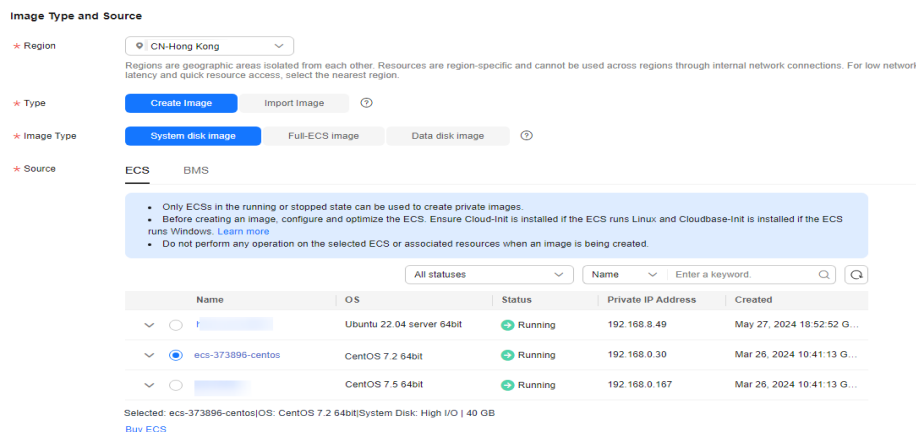 Image Type and Source
* Region
CN-Hong Kong
Regions are geographic areas isolated from each other. Resources are region-specific and cannot be used across regions through internal network connections. For low network
latency and quick resource access, select the nearest region.
* Type
Create Image
Import Image
* Image Type
System disk image
Full-ECS image
Data disk image
* Source
ECS
BMS
• Only ECSs in the running or stopped state can be used to create private images.
• Before creating an image, configure and optimize the ECS. Ensure Cloud-Init is installed if the ECS runs Linux and Cloudbase-Init is installed if the ECS
runs Windows. Learn more
• Do not perform any operation on the selected ECS or associated resources when an image is being created.
All statuses
Name
Enter a keyword.
Name OS Status Private IP Address Created
Ubuntu 22.04 server 64bit Running 192.168.8.49 May 27, 2024 18:52:52 G...
ecs-373896-centos CentOS 7.2 64bit Running 192.168.0.30 Mar 26, 2024 10:41:13 G...
CentOS 7.5 64bit Running 192.168.0.167 Mar 26, 2024 10:41:13 G...
Selected: ecs-373896-centos|OS: CentOS 7.2 64bit|System Disk: High I/O | 40 GB
Buy ECS